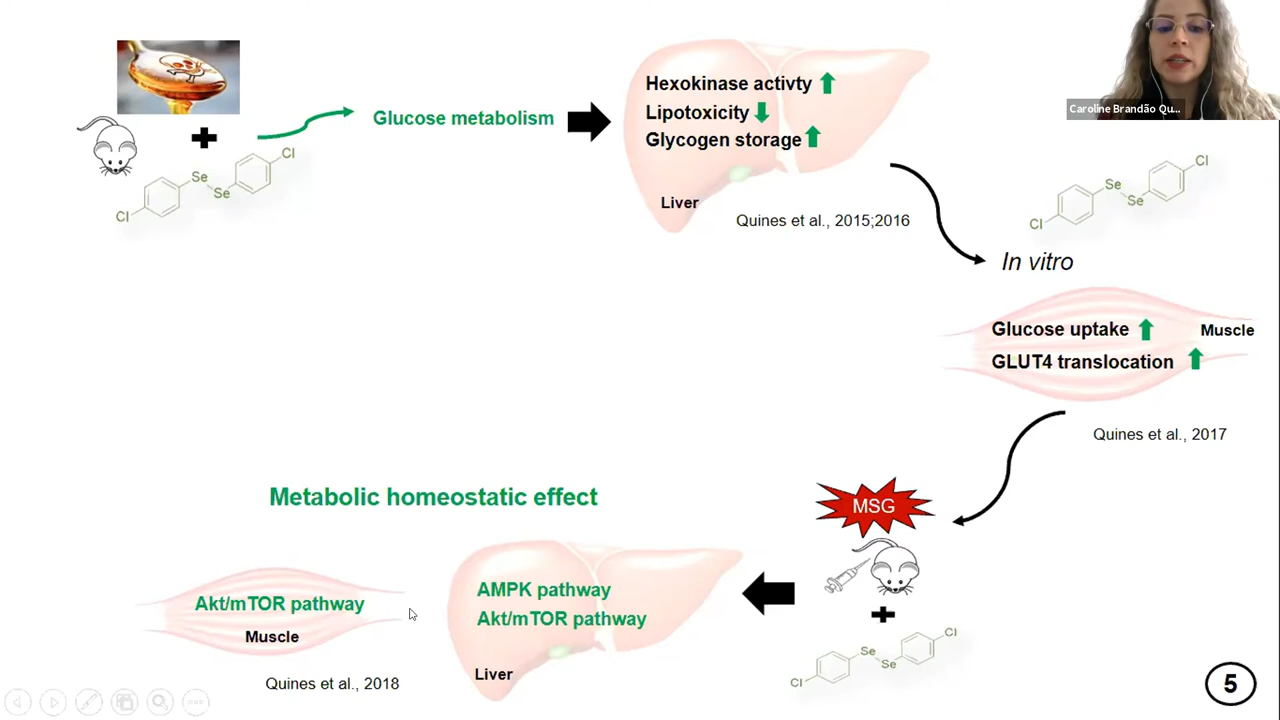 Caroline Brandão Qu...
Glucose metabolism
Hexokinase activty
Lipotoxicity
Glycogen storage
Liver
Quines et al., 2015;2016
Cl
Se
Se
Cl
Cl
Se
Se
Cl
In vitro
Glucose uptake
Muscle
GLUT4 translocation
Quines et al., 2017
MSG
Cl
Se
Se
Cl
Metabolic homeostatic effect
AMPK pathway
Akt/mTOR pathway
Liver
Akt/mTOR pathway
Muscle
Quines et al., 2018
5